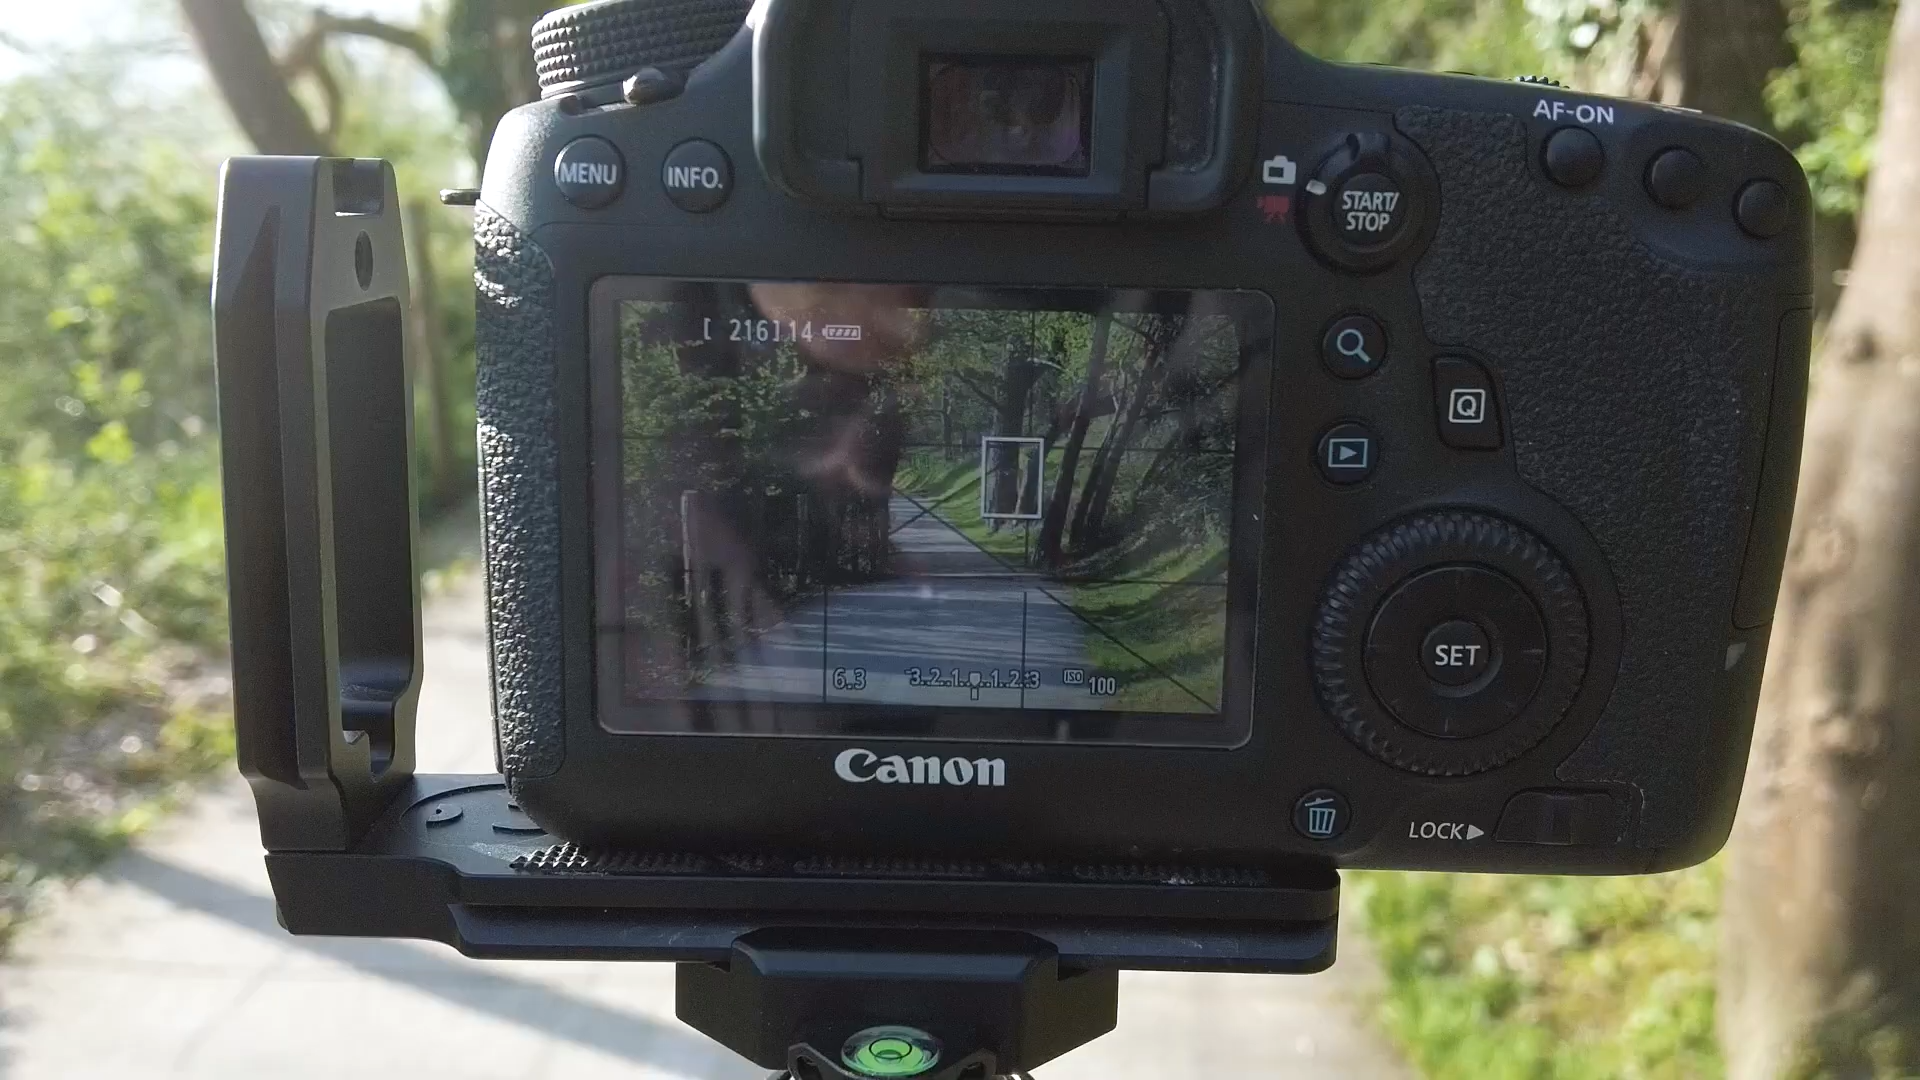 AF-ON
MENU
INFO.
START/
STOP
[ 216] 14
Q
SET
6.3
-3..2..1..0..1..2..3
ISO 100
Canon
LOCK▶